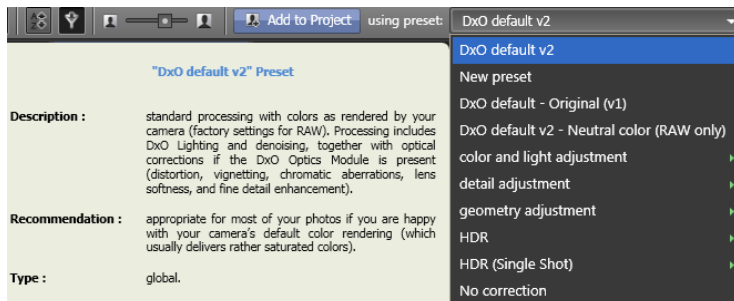 Add to Project using preset: DxO default v2
"DxO default v2" Preset
Description : standard processing with colors as rendered by your
camera (factory settings for RAW). Processing includes
DxO Lighting and denoising, together with optical
corrections if the DxO Optics Module is present
(distortion, vignetting, chromatic aberrations, lens
softness, and fine detail enhancement).
Recommendation : appropriate for most of your photos if you are happy
with your camera's default color rendering (which
usually delivers rather saturated colors).
Type : global.
DxO default v2
New preset
DxO default - Original (v1)
DxO default v2 - Neutral color (RAW only)
color and light adjustment
detail adjustment
geometry adjustment
HDR
HDR (Single Shot)
No correction